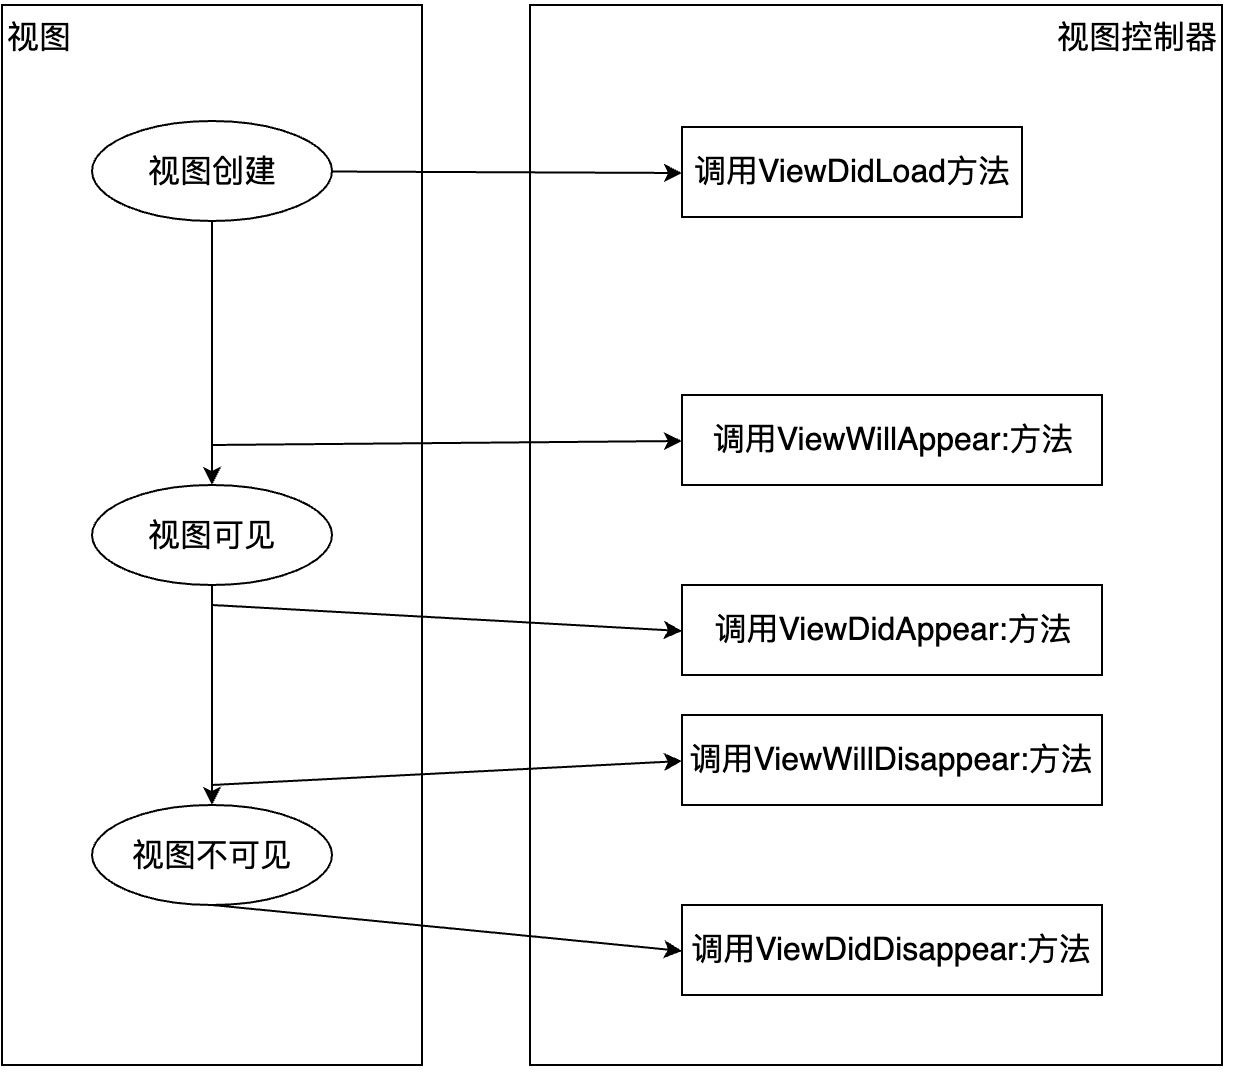 视图
视图控制器
视图创建
调用ViewDidLoad方法
调用ViewWillAppear:方法
视图可见
调用ViewDidAppear:方法
调用ViewWillDisappear:方法
视图不可见
调用ViewDidDisappear:方法